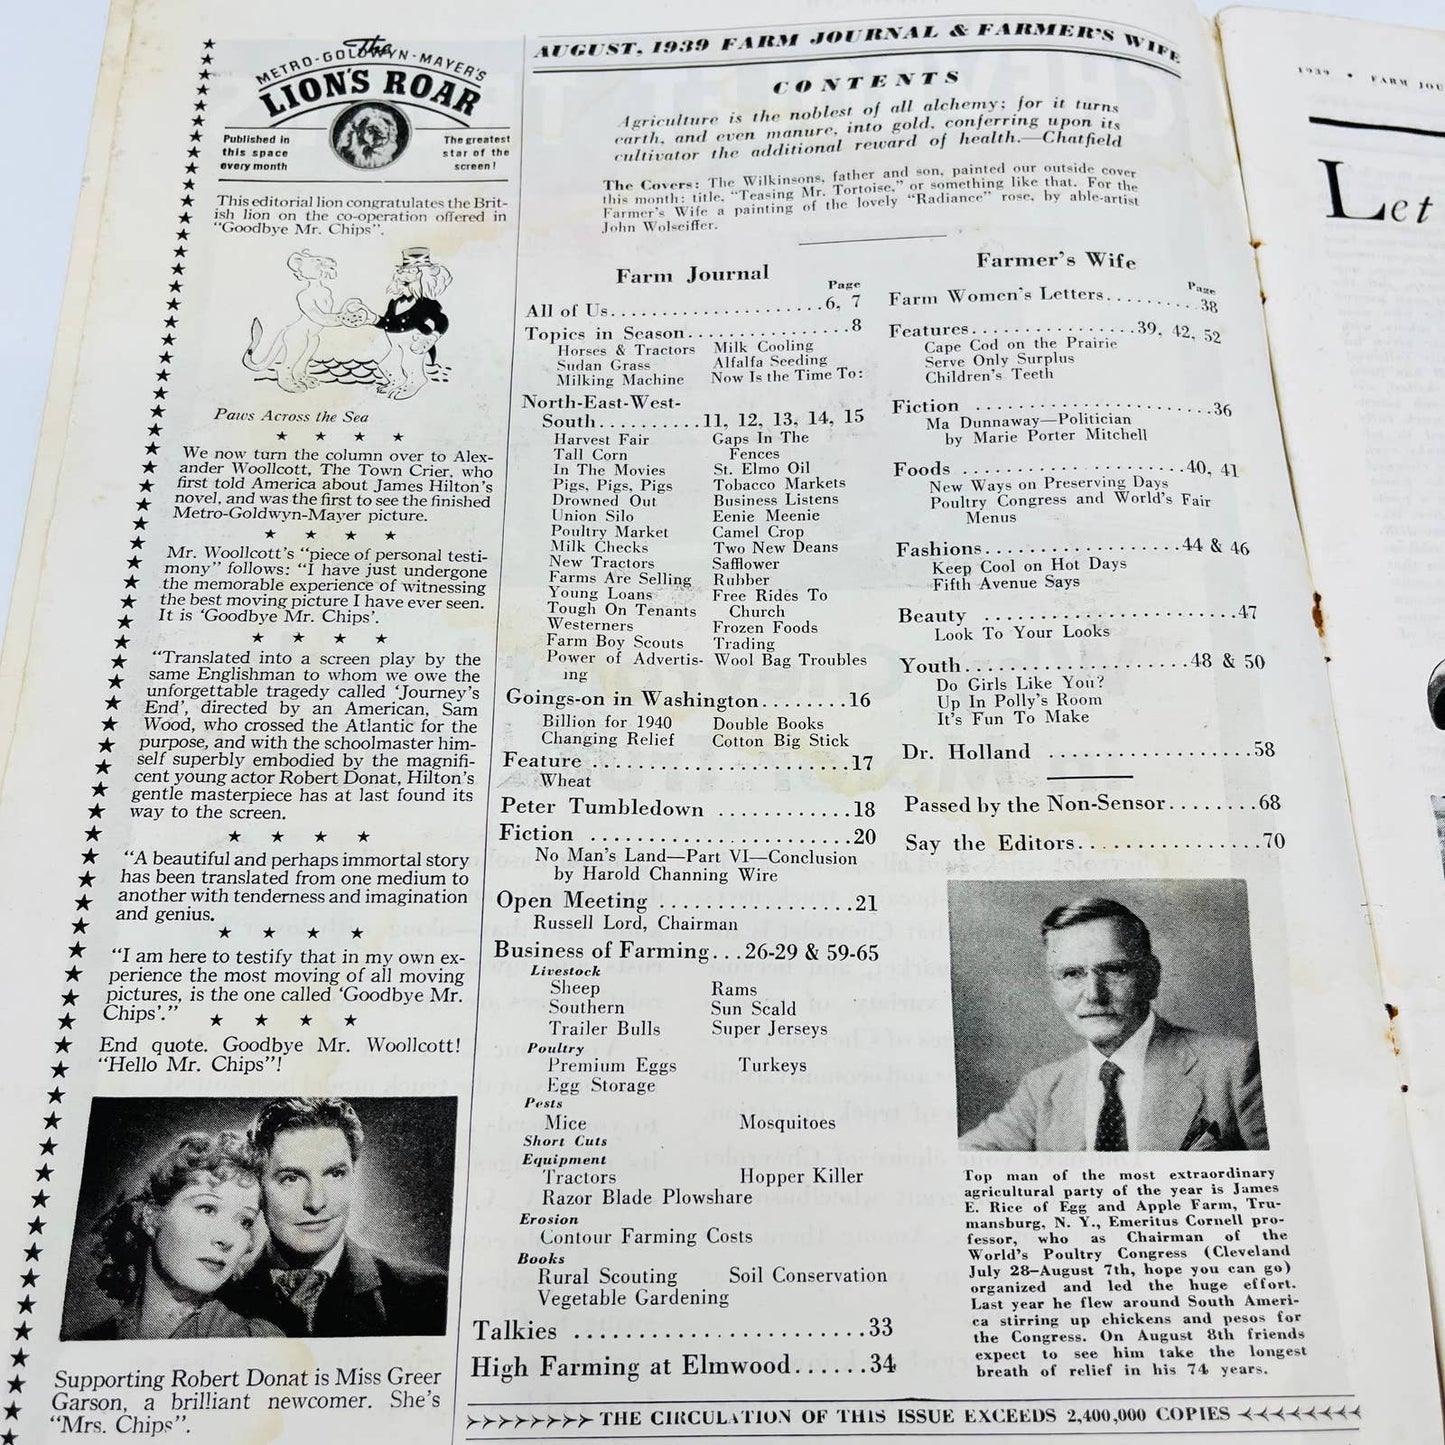 The
METRO-GOLDWYN-MAYER'S
LION'S ROAR
Published in
this space
every month
The greatest
star of the
screen!
This editorial lion congratulates the Brit-
ish lion on the co-operation offered in
"Goodbye Mr. Chips".
Paws Across the Sea
★ ★ ★ ★
We now turn the column over to Alex-
ander Woollcott, The Town Crier, who
first told America about James Hilton's
novel, and was the first to see the finished
Metro-Goldwyn-Mayer picture.
★ ★ ★ ★
Mr. Woollcott's "piece of personal testi-
mony" follows: "I have just undergone
the memorable experience of witnessing
the best moving picture I have ever seen.
It is 'Goodbye Mr. Chips'.
★ ★ ★ ★
"Translated into a screen play by the
same Englishman to whom we owe the
unforgettable tragedy called 'Journey's
End', directed by an American, Sam
Wood, who crossed the Atlantic for the
purpose, and with the schoolmaster him-
self superbly embodied by the magnifi-
cent young actor Robert Donat, Hilton's
gentle masterpiece has at last found its
way to the screen.
★ ★ ★ ★
"A beautiful and perhaps immortal story
has been translated from one medium to
another with tenderness and imagination
and genius.
★ ★ ★ ★
"I am here to testify that in my own ex-
perience the most moving of all moving
pictures, is the one called 'Goodbye Mr.
Chips'."
★ ★ ★ ★
End quote. Goodbye Mr. Woollcott!
"Hello Mr. Chips"!
Supporting Robert Donat is Miss Greer
Garson, a brilliant newcomer. She's
"Mrs. Chips".
AUGUST, 1939 FARM JOURNAL & FARMER'S WIFE
CONTENTS
Agriculture is the noblest of all alchemy; for it turns
earth, and even manure, into gold, conferring upon its
cultivator the additional reward of health.—Chatfield
The Covers: The Wilkinsons, father and son, painted our outside cover
this month: title, "Teasing Mr. Tortoise," or something like that. For the
Farmer's Wife a painting of the lovely "Radiance" rose, by able-artist
John Wolseiffer.
Farm Journal
Page
All of Us.....................6, 7
Topics in Season.................8
Horses & Tractors
Sudan Grass
Milking Machine
Milk Cooling
Alfalfa Seeding
Now Is the Time To:
North-East-West-
South..........11, 12, 13, 14, 15
Harvest Fair
Tall Corn
In The Movies
Pigs, Pigs, Pigs
Drowned Out
Union Silo
Poultry Market
Milk Checks
New Tractors
Farms Are Selling
Young Loans
Tough On Tenants
Westerners
Farm Boy Scouts
Power of Advertis-
ing
Gaps In The
Fences
St. Elmo Oil
Tobacco Markets
Business Listens
Eenie Meenie
Camel Crop
Two New Deans
Safflower
Rubber
Free Rides To
Church
Frozen Foods
Trading
Wool Bag Troubles
Goings-on in Washington........16
Billion for 1940
Changing Relief
Double Books
Cotton Big Stick
Feature ........................17
Wheat
Peter Tumbledown ............18
Fiction ........................20
No Man's Land—Part VI—Conclusion
by Harold Channing Wire
Open Meeting ..................21
Russell Lord, Chairman
Business of Farming...26-29 & 59-65
Livestock
Sheep
Southern
Trailer Bulls
Rams
Sun Scald
Super Jerseys
Poultry
Premium Eggs
Egg Storage
Turkeys
Pests
Mice
Mosquitoes
Short Cuts
Equipment
Tractors
Hopper Killer
Razor Blade Plowshare
Erosion
Contour Farming Costs
Books
Rural Scouting
Soil Conservation
Vegetable Gardening
Talkies ........................33
High Farming at Elmwood......34
Farmer's Wife
Page
Farm Women's Letters.........38
Features................39, 42, 52
Cape Cod on the Prairie
Serve Only Surplus
Children's Teeth
Fiction .......................36
Ma Dunnaway—Politician
by Marie Porter Mitchell
Foods .....................40, 41
New Ways on Preserving Days
Poultry Congress and World's Fair
Menus
Fashions..................44 & 46
Keep Cool on Hot Days
Fifth Avenue Says
Beauty .......................47
Look To Your Looks
Youth.....................48 & 50
Do Girls Like You?
Up In Polly's Room
It's Fun To Make
Dr. Holland ...................58
Passed by the Non-Sensor........68
Say the Editors................70
Top man of the most extraordinary
agricultural party of the year is James
E. Rice of Egg and Apple Farm, Tru-
mansburg, N. Y., Emeritus Cornell pro-
fessor, who as Chairman of the
World's Poultry Congress (Cleveland
July 28–August 7th, hope you can go)
organized and led the huge effort.
Last year he flew around South Ameri-
ca stirring up chickens and pesos for
the Congress. On August 8th friends
expect to see him take the longest
breath of relief in his 74 years.
THE CIRCULATION OF THIS ISSUE EXCEEDS 2,400,000 COPIES
1939 • FARM JOU
Let